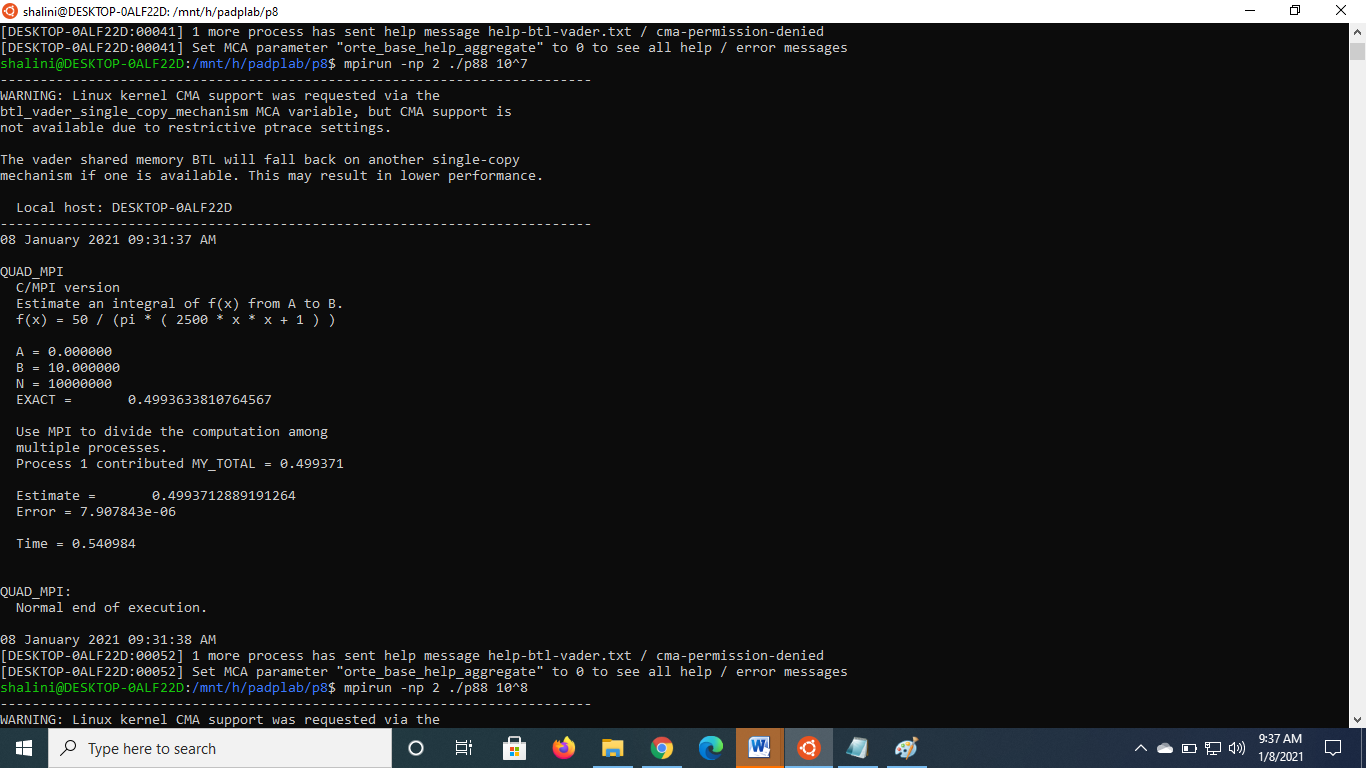 shalini@DESKTOP-0ALF22D: /mnt/h/padplab/p8
[DESKTOP-0ALF22D:00041] 1 more process has sent help message help-btl-vader.txt / cma-permission-denied
[DESKTOP-0ALF22D:00041] Set MCA parameter "orte_base_help_aggregate" to 0 to see all help / error messages
shalini@DESKTOP-0ALF22D:/mnt/h/padplab/p8$ mpirun -np 2 ./p88 10^7
--------------------------------------------------------------------------
WARNING: Linux kernel CMA support was requested via the
btl_vader_single_copy_mechanism MCA variable, but CMA support is
not available due to restrictive ptrace settings.

The vader shared memory BTL will fall back on another single-copy
mechanism if one is available. This may result in lower performance.

  Local host: DESKTOP-0ALF22D
--------------------------------------------------------------------------
08 January 2021 09:31:37 AM

QUAD_MPI
  C/MPI version
  Estimate an integral of f(x) from A to B.
  f(x) = 50 / (pi * ( 2500 * x * x + 1 ) )

  A = 0.000000
  B = 10.000000
  N = 10000000
  EXACT =       0.4993633810764567

  Use MPI to divide the computation among
  multiple processes.
  Process 1 contributed MY_TOTAL = 0.499371

  Estimate =       0.4993712889191264
  Error = 7.907843e-06

  Time = 0.540984


QUAD_MPI:
  Normal end of execution.

08 January 2021 09:31:38 AM
[DESKTOP-0ALF22D:00052] 1 more process has sent help message help-btl-vader.txt / cma-permission-denied
[DESKTOP-0ALF22D:00052] Set MCA parameter "orte_base_help_aggregate" to 0 to see all help / error messages
shalini@DESKTOP-0ALF22D:/mnt/h/padplab/p8$ mpirun -np 2 ./p88 10^8
--------------------------------------------------------------------------
WARNING: Linux kernel CMA support was requested via the
Type here to search
9:37 AM
1/8/2021